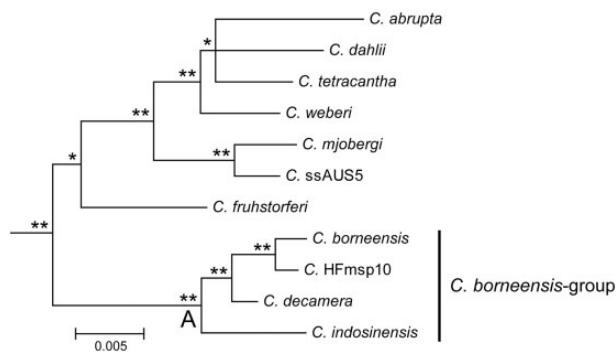 C. abrupta
* C. dahlii
** C. tetracantha
** C. weberi
C. mjobergi
** C. ssAUS5
*
C. fruhstorferi
**
C. borneensis
** C. HFmsp10
** C. decamera
** C. indosinensis
A
C. borneensis-group
0.005